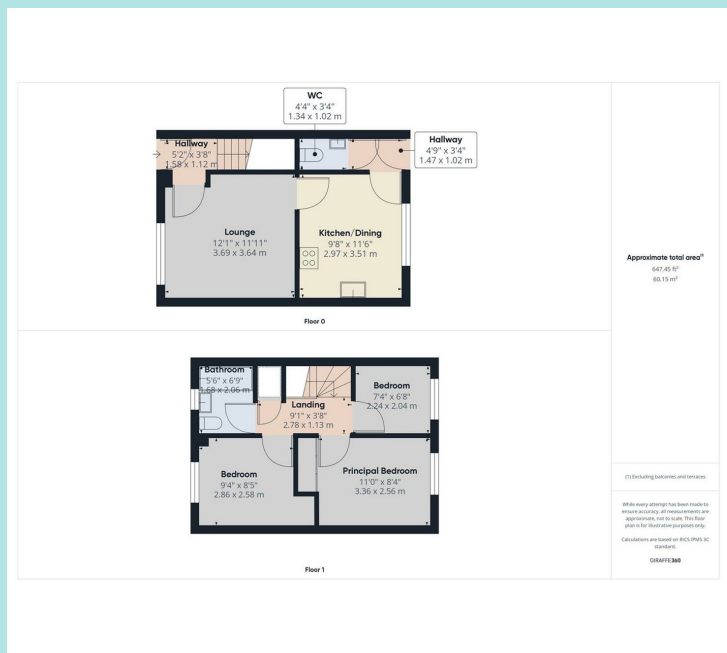 WC
4'4" x 3'4"
1.34 x 1.02 m
Hallway
5'2" x 3'8"
1.58 x 1.12 m
Hallway
4'9" x 3'4"
1.47 x 1.02 m
Lounge
12'1" x 11'11"
3.69 x 3.64 m
Kitchen/Dining
9'8" x 11'6"
2.97 x 3.51 m
Floor 0
Approximate total area⁽¹⁾
647.45 ft²
60.15 m²
Bathroom
5'6" x 6'9"
1.68 x 2.06 m
Landing
9'1" x 3'8"
2.78 x 1.13 m
Bedroom
7'4" x 6'8"
2.24 x 2.04 m
Bedroom
9'4" x 8'5"
2.86 x 2.58 m
Principal Bedroom
11'0" x 8'4"
3.36 x 2.56 m
Floor 1
(1) Excluding balconies and terraces
While every attempt has been made to
ensure accuracy, all measurements are
approximate, not to scale. This floor
plan is for illustrative purposes only.
Calculations are based on RICS IPMS 3C
standard.
GIRAFFE360